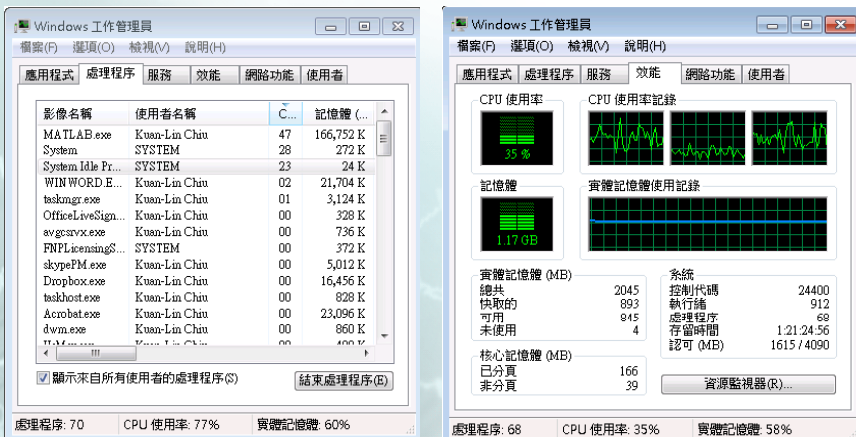 Windows 工作管理員
檔案(F) 選項(O) 檢視(V) 說明(H)
應用程式 處理程序 服務 效能 網路功能 使用者
影像名稱 使用者名稱 C... 記憶體 (...
MATLAB.exe Kuan-Lin Chiu 47 166,752 K
System SYSTEM 28 272 K
System Idle Pr... SYSTEM 23 24 K
WINWORD.E... Kuan-Lin Chiu 02 21,704 K
taskmgr.exe Kuan-Lin Chiu 01 3,124 K
OfficeLiveSign... Kuan-Lin Chiu 00 328 K
avgcsrvx.exe Kuan-Lin Chiu 00 736 K
FNPLicensingS... SYSTEM 00 372 K
skypePM.exe Kuan-Lin Chiu 00 5,012 K
Dropbox.exe Kuan-Lin Chiu 00 16,456 K
taskhost.exe Kuan-Lin Chiu 00 828 K
Acrobat.exe Kuan-Lin Chiu 00 23,096 K
dwm.exe Kuan-Lin Chiu 00 860 K
顯示來自所有使用者的處理程序(S)
結束處理程序(E)
處理程序: 70 CPU 使用率: 77% 實體記憶體: 60%
Windows 工作管理員
檔案(F) 選項(O) 檢視(V) 說明(H)
應用程式 處理程序 服務 效能 網路功能 使用者
CPU 使用率 CPU 使用率記錄
35 %
記憶體 實體記憶體使用記錄
1.17 GB
實體記憶體 (MB)
總共 2045
快取的 893
可用 845
未使用 4
核心記憶體 (MB)
已分頁 166
非分頁 39
系統
控制代碼 24400
執行緒 912
處理程序 68
存留時間 1:21:24:56
認可 (MB) 1615 / 4090
資源監視器(R)...
處理程序: 68 CPU 使用率: 35% 實體記憶體: 58%